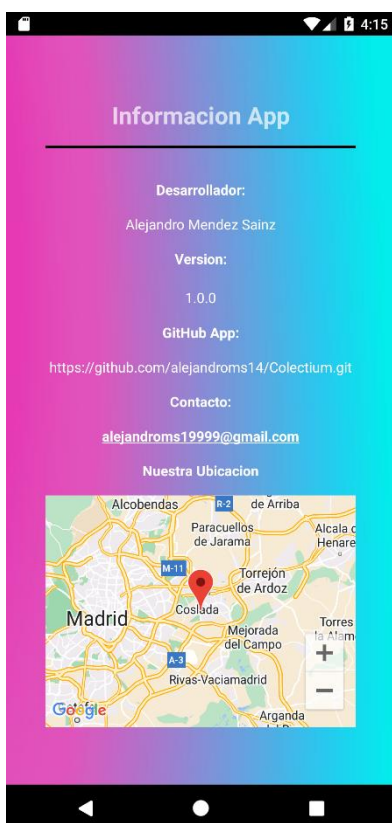 4:15
Informacion App
Desarrollador:
Alejandro Mendez Sainz
Version:
1.0.0
GitHub App:
https://github.com/alejandroms14/Colectium.git
Contacto:
alejandroms19999@gmail.com
Nuestra Ubicacion
Alcobendas
R-2
de Arriba
Paracuellos
de Jarama
Alcala
Henare
M-11
Torrejón
de Ardoz
Madrid
Coslada
Mejorada
del Campo
Torres
la Alam
+
A-3
Rivas-Vaciamadrid
−
Google
Arganda